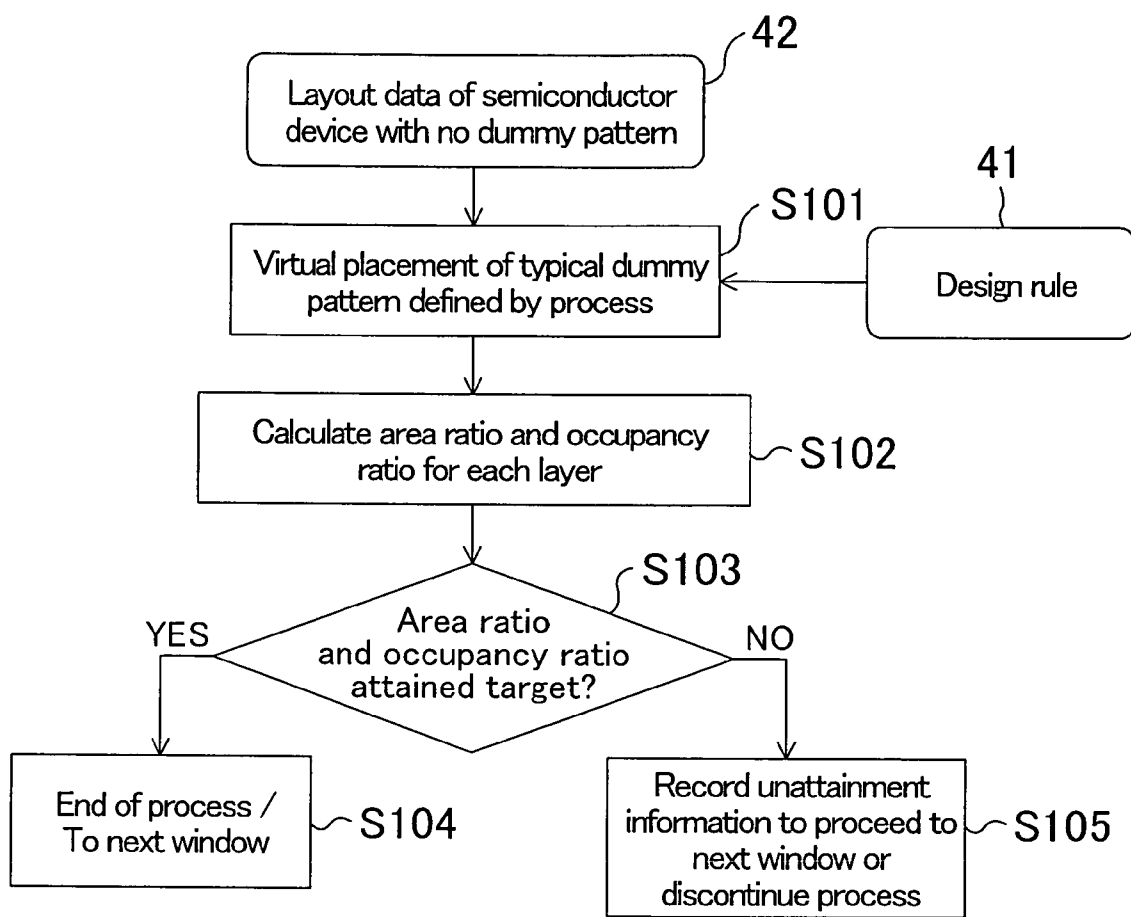 42
Layout data of semiconductor
device with no dummy pattern
41
S101
Virtual placement of typical dummy
pattern defined by process
Design rule
Calculate area ratio and occupancy
ratio for each layer
S102
S103
YES
Area ratio
and occupancy ratio
attained target?
NO
End of process /
To next window
S104
Record unattainment
information to proceed to
next window or
discontinue process
S105